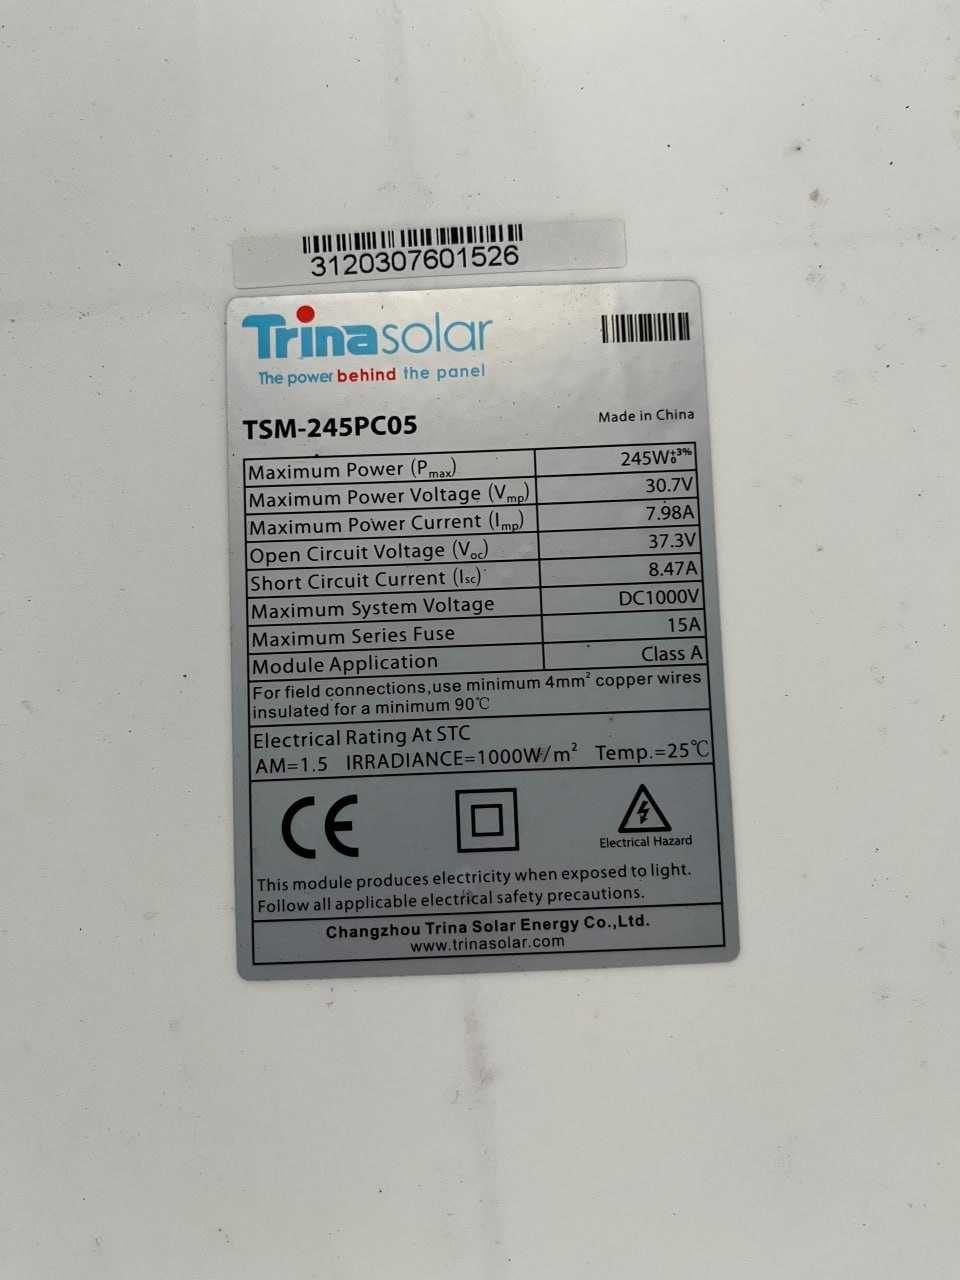 3120307601526
Trinasolar
The power behind the panel
TSM-245PC05
Made in China
Maximum Power (Pmax) 245W+3% 0
Maximum Power Voltage (Vmp) 30.7V
Maximum Power Current (Imp) 7.98A
Open Circuit Voltage (Voc) 37.3V
Short Circuit Current (Isc) 8.47A
Maximum System Voltage DC1000V
Maximum Series Fuse 15A
Module Application Class A
For field connections,use minimum 4mm² copper wires
insulated for a minimum 90℃
Electrical Rating At STC
AM=1.5 IRRADIANCE=1000W/m² Temp.=25℃
CE
Electrical Hazard
This module produces electricity when exposed to light.
Follow all applicable electrical safety precautions.
Changzhou Trina Solar Energy Co.,Ltd.
www.trinasolar.com